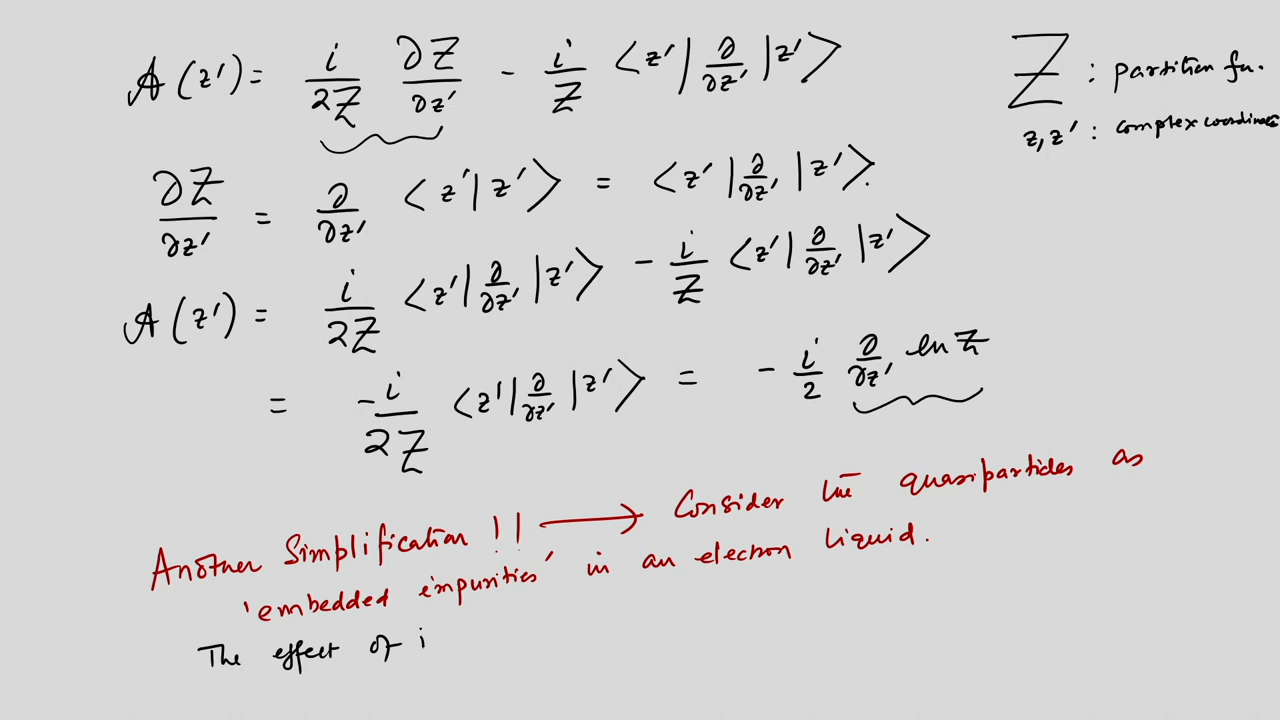 𝒜(z') = i/2Z ∂Z/∂z' - i/Z ⟨z'|∂/∂z'|z'⟩
Z : partition fn.
z, z' : complex coordinates
∂Z/∂z' = ∂/∂z' ⟨z'|z'⟩ = ⟨z'|∂/∂z'|z'⟩.
𝒜(z') = i/2Z ⟨z'|∂/∂z'|z'⟩ - i/Z ⟨z'|∂/∂z'|z'⟩
= -i/2Z ⟨z'|∂/∂z'|z'⟩ = - i/2 ∂/∂z' ln Z
Another Simplification !! ⟶ Consider the quasiparticles as
'embedded impurities' in an electron liquid.
The effect of i